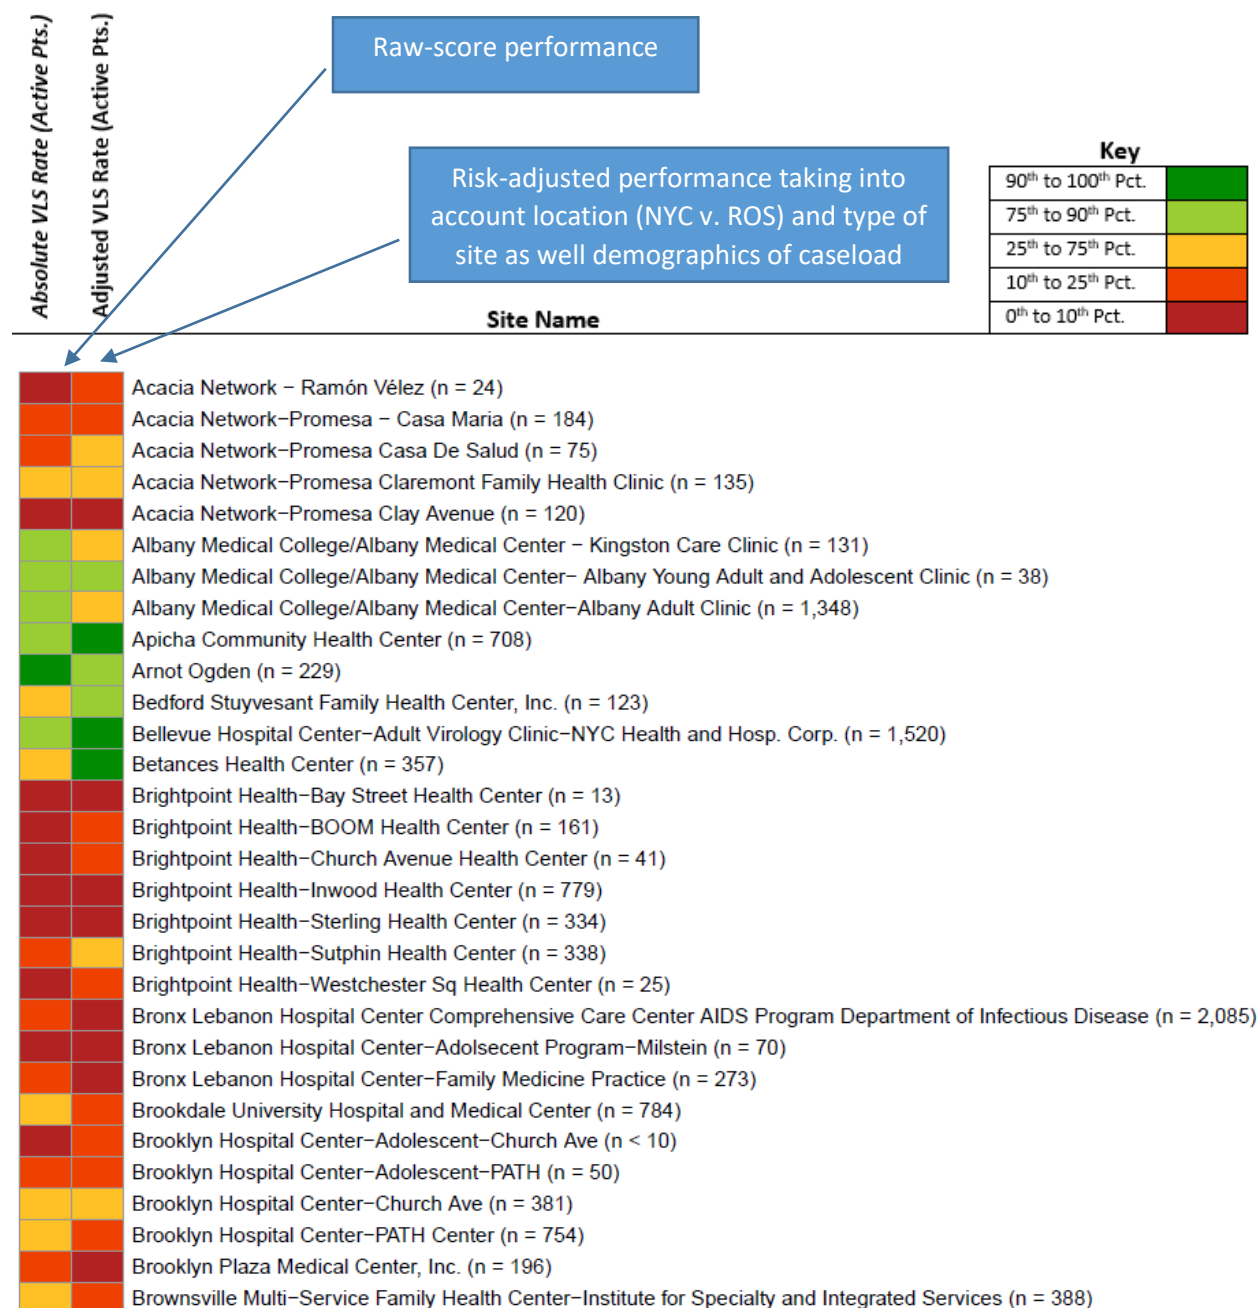 Absolute VLS Rate (Active Pts.)
Adjusted VLS Rate (Active Pts.)
Raw-score performance
Risk-adjusted performance taking into
account location (NYC v. ROS) and type of
site as well demographics of caseload
Key
90th to 100th Pct.
75th to 90th Pct.
25th to 75th Pct.
10th to 25th Pct.
0th to 10th Pct.
Site Name
Acacia Network − Ramón Vélez (n = 24)
Acacia Network−Promesa − Casa Maria (n = 184)
Acacia Network−Promesa Casa De Salud (n = 75)
Acacia Network−Promesa Claremont Family Health Clinic (n = 135)
Acacia Network−Promesa Clay Avenue (n = 120)
Albany Medical College/Albany Medical Center − Kingston Care Clinic (n = 131)
Albany Medical College/Albany Medical Center− Albany Young Adult and Adolescent Clinic (n = 38)
Albany Medical College/Albany Medical Center−Albany Adult Clinic (n = 1,348)
Apicha Community Health Center (n = 708)
Arnot Ogden (n = 229)
Bedford Stuyvesant Family Health Center, Inc. (n = 123)
Bellevue Hospital Center−Adult Virology Clinic−NYC Health and Hosp. Corp. (n = 1,520)
Betances Health Center (n = 357)
Brightpoint Health−Bay Street Health Center (n = 13)
Brightpoint Health−BOOM Health Center (n = 161)
Brightpoint Health−Church Avenue Health Center (n = 41)
Brightpoint Health−Inwood Health Center (n = 779)
Brightpoint Health−Sterling Health Center (n = 334)
Brightpoint Health−Sutphin Health Center (n = 338)
Brightpoint Health−Westchester Sq Health Center (n = 25)
Bronx Lebanon Hospital Center Comprehensive Care Center AIDS Program Department of Infectious Disease (n = 2,085)
Bronx Lebanon Hospital Center−Adolsecent Program−Milstein (n = 70)
Bronx Lebanon Hospital Center−Family Medicine Practice (n = 273)
Brookdale University Hospital and Medical Center (n = 784)
Brooklyn Hospital Center−Adolescent−Church Ave (n < 10)
Brooklyn Hospital Center−Adolescent−PATH (n = 50)
Brooklyn Hospital Center−Church Ave (n = 381)
Brooklyn Hospital Center−PATH Center (n = 754)
Brooklyn Plaza Medical Center, Inc. (n = 196)
Brownsville Multi−Service Family Health Center−Institute for Specialty and Integrated Services (n = 388)